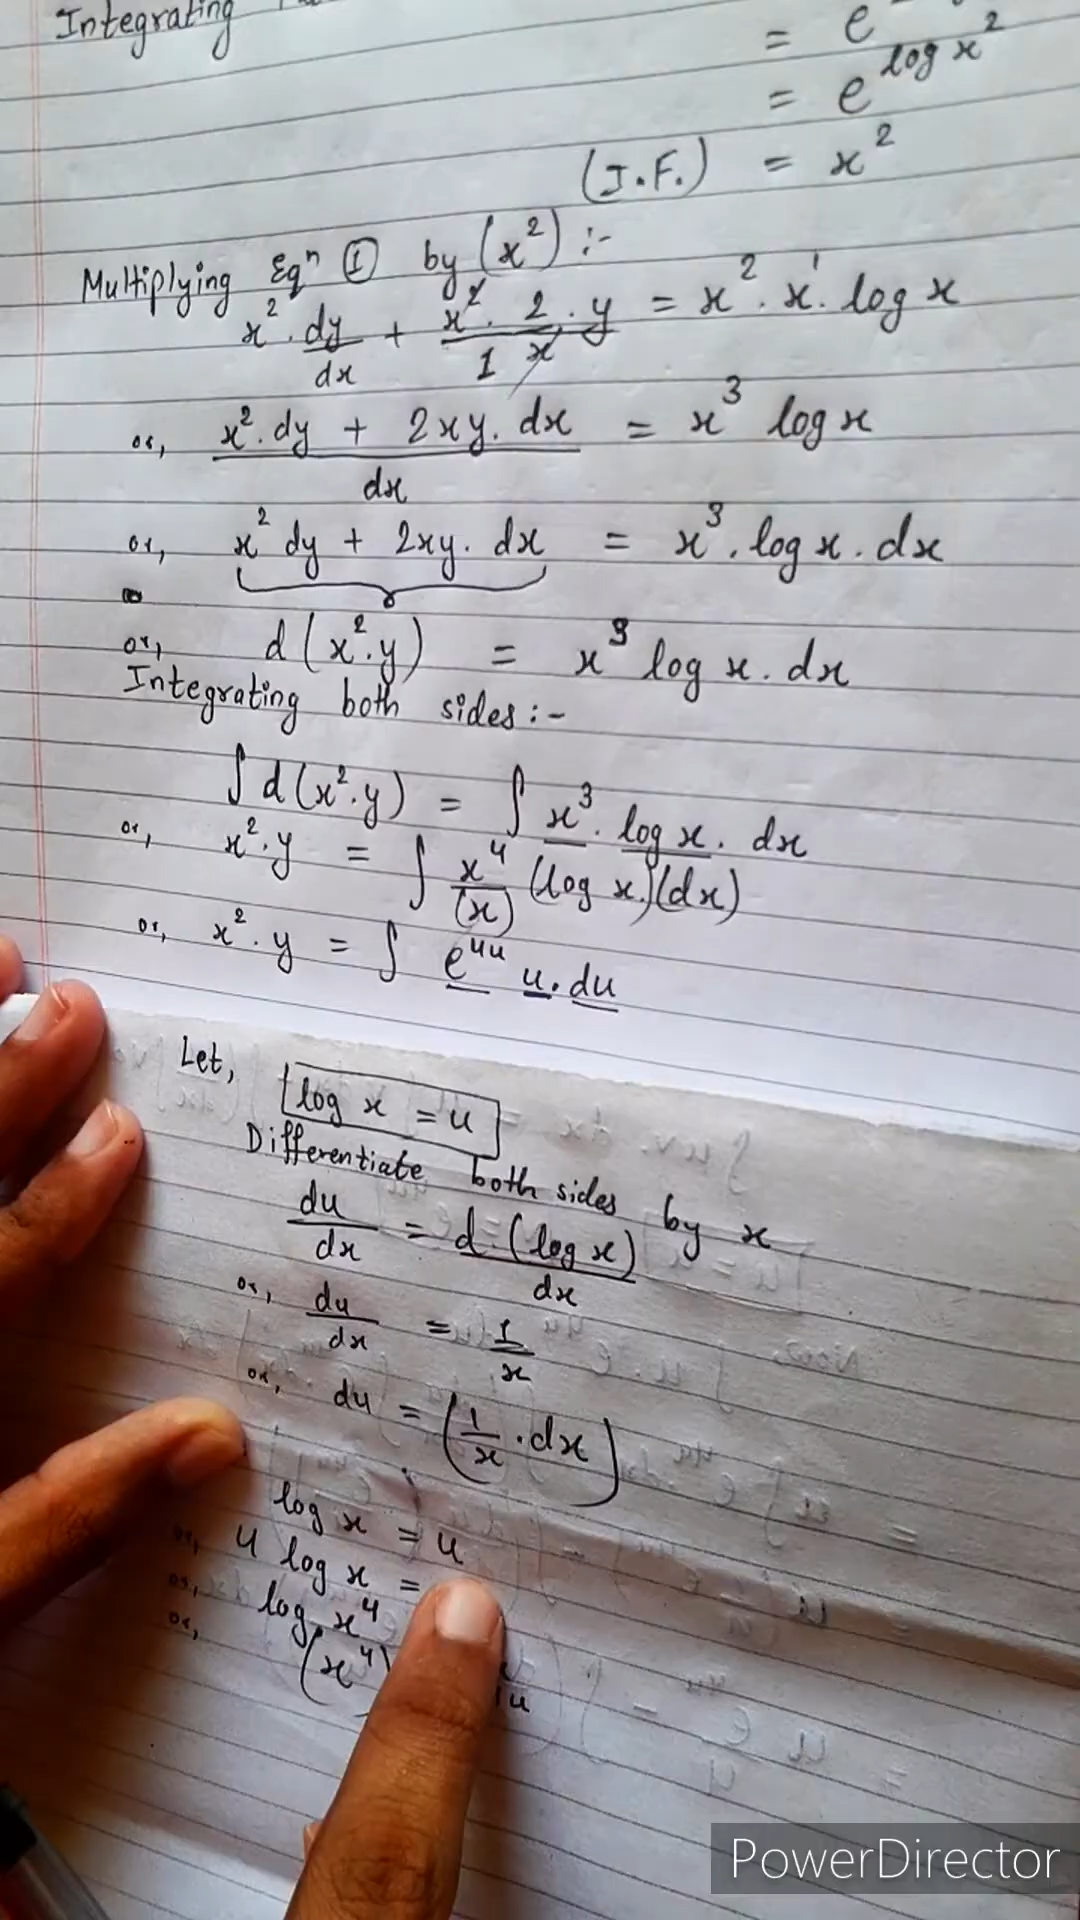 Integrating
= e
= e^{log x^2}
(I.F.) = x^2
Multiplying Eqn ① by (x^2) :-
x^2 . dy/dx + x^2/1 . 2/x . y = x^2 . x^1 . log x
or, (x^2 . dy + 2xy . dx)/dx = x^3 log x
or, x^2 dy + 2xy . dx = x^3 . log x . dx
or, d (x^2 . y) = x^3 log x . dx
Integrating both sides :-
∫ d (x^2 . y) = ∫ x^3 . log x . dx
or, x^2 . y = ∫ x^4/(x) (log x) (dx)
or, x^2 . y = ∫ e^{4u} u . du
Let, log x = u
Differentiate both sides by x
du/dx = d (log x)/dx
or, du/dx = 1/x
or, du = (1/x . dx)
log x = u
or, 4 log x =
or, log x^4
or, (x^4)
PowerDirector